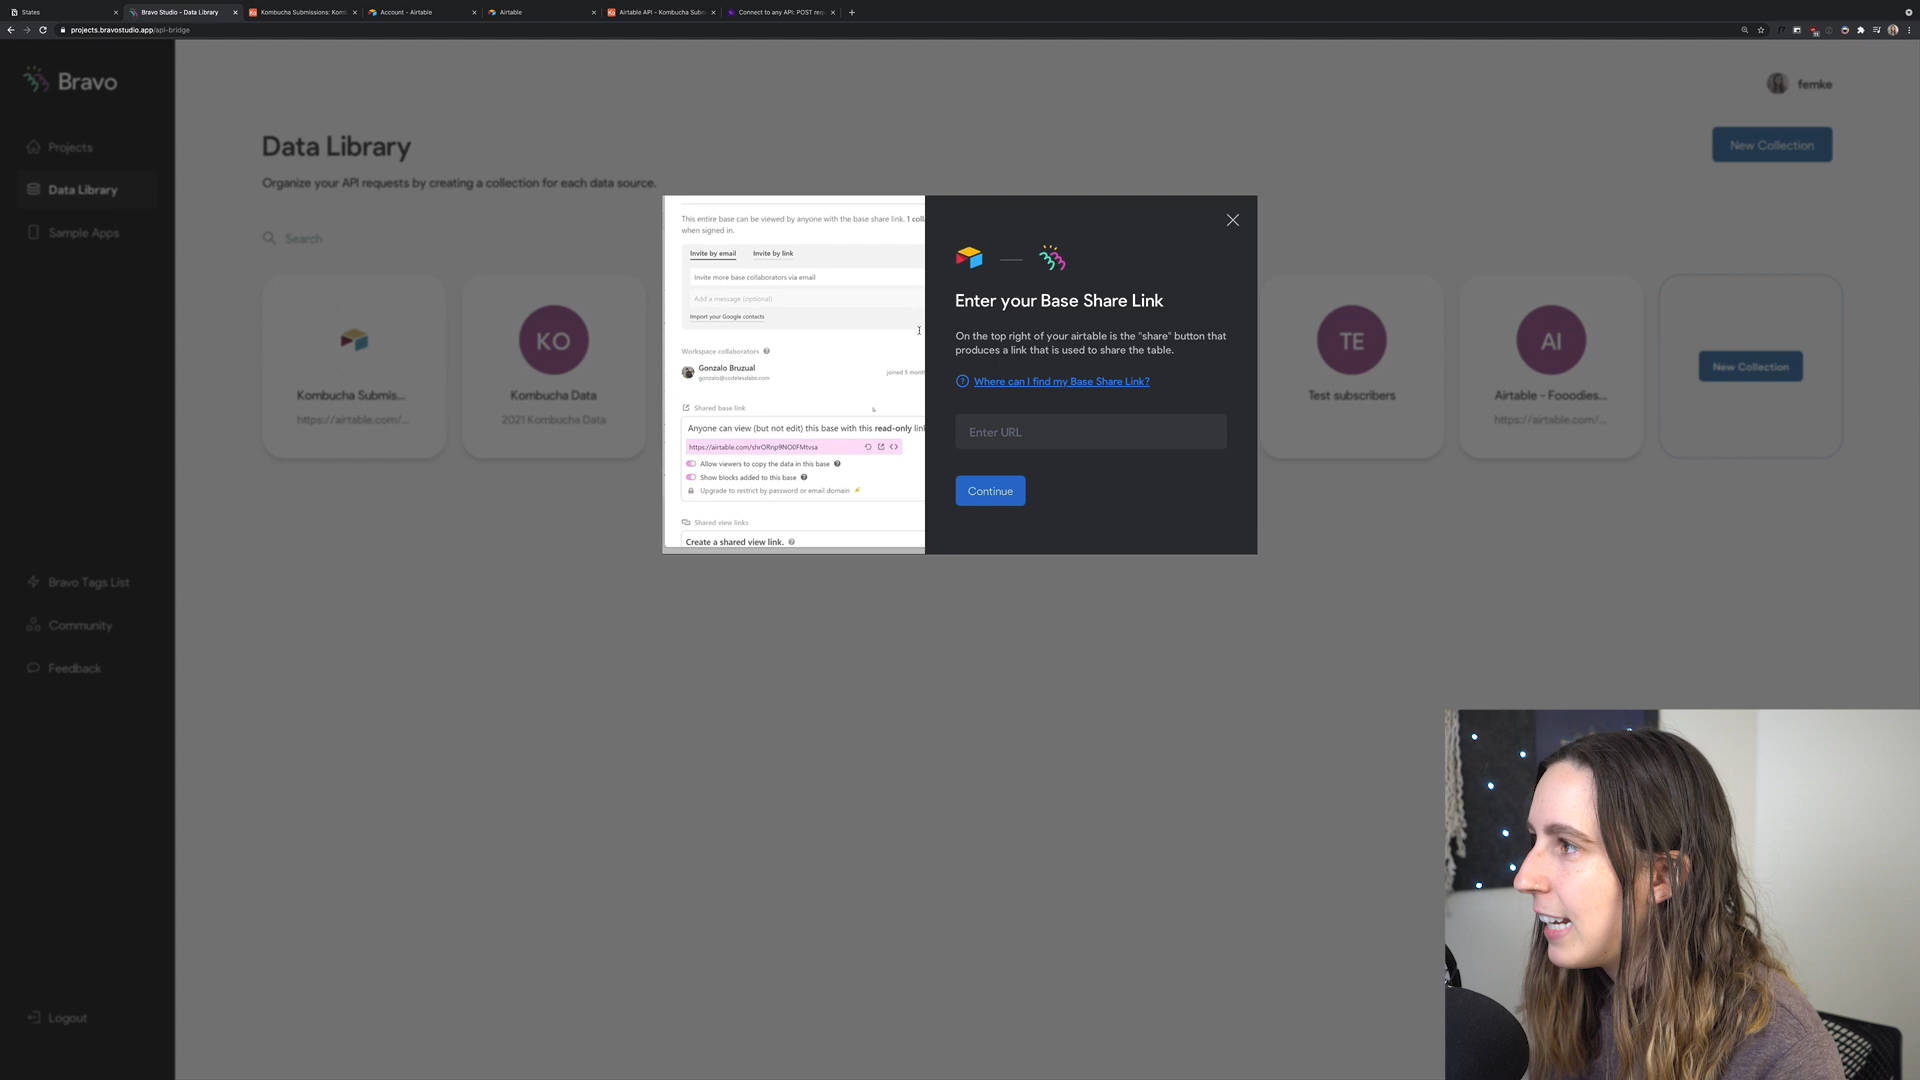 States
Bravo Studio - Data Library
Kombucha Submissions: Kom
Account - Airtable
Airtable
Airtable API - Kombucha Subm
Connect to any API: POST req
projects.bravostudio.app/api-bridge
Bravo
femke
Projects
Data Library
Sample Apps
Bravo Tags List
Community
Feedback
Logout
Data Library
New Collection
Organize your API requests by creating a collection for each data source.
Search
Kombucha Submis...
https://airtable.com/...
KO
Kombucha Data
2021 Kombucha Data
This entire base can be viewed by anyone with the base share link. 1 coll
when signed in.
Invite by email
Invite by link
Invite more base collaborators via email
Add a message (optional)
Import your Google contacts
Workspace collaborators
Gonzalo Bruzual
gonzalo@codelesslabs.com
joined 5 month
Shared base link
Anyone can view (but not edit) this base with this read-only link
https://airtable.com/shrORnp9NO0FMtvsa
Allow viewers to copy the data in this base
Show blocks added to this base
Upgrade to restrict by password or email domain
Shared view links
Create a shared view link.
Enter your Base Share Link
On the top right of your airtable is the "share" button that
produces a link that is used to share the table.
Where can I find my Base Share Link?
Enter URL
Continue
TE
Test subscribers
AI
Airtable - Fooodies...
https://airtable.com/...
New Collection